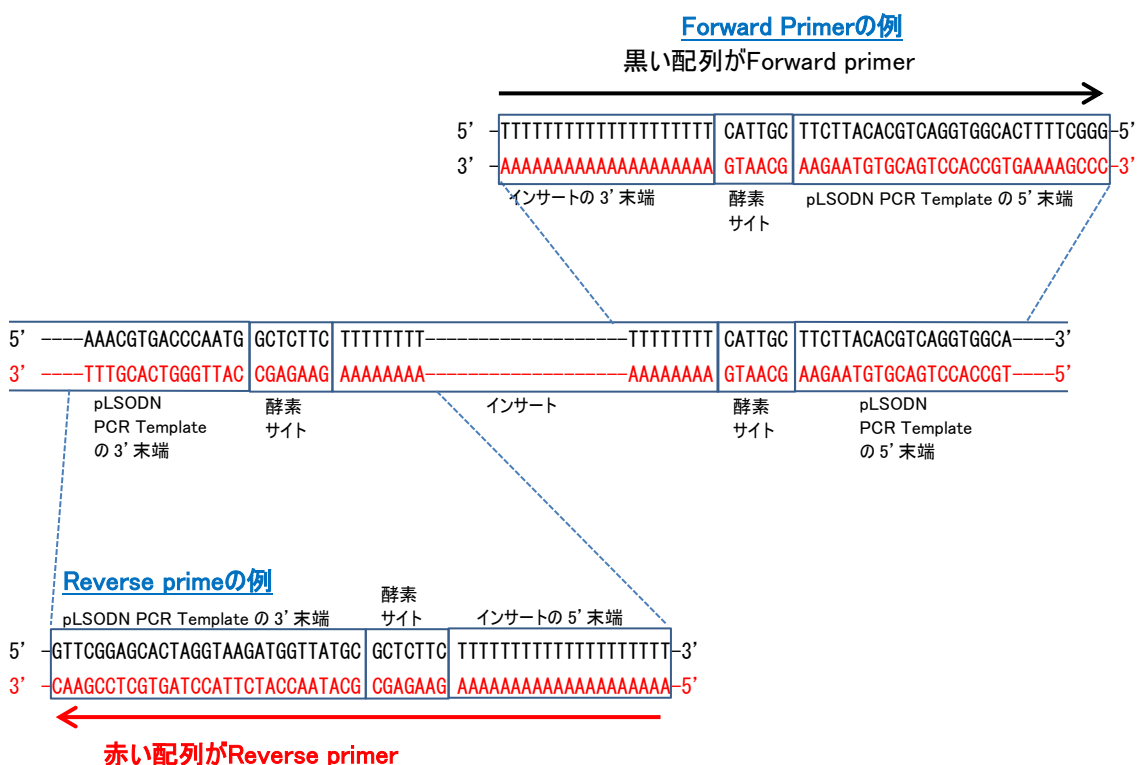 Forward Primerの例
黒い配列がForward primer
5’ -TTTTTTTTTTTTTTTTTTTT CATTGC TTCTTACACGTCAGGTGGCACTTTTCGGG-5’
3’ -AAAAAAAAAAAAAAAAAAAA GTAACG AAGAATGTGCAGTCCACCGTGAAAAGCCC-3’
インサートの 3’ 末端 酵素 pLSODN PCR Template の 5’ 末端
サイト
5’ ----AAACGTGACCCAATG GCTCTTC TTTTTTTT-------------------TTTTTTTT CATTGC TTCTTACACGTCAGGTGGCA----3’
3’ ----TTTGCACTGGGTTAC CGAGAAG AAAAAAAA-------------------AAAAAAAA GTAACG AAGAATGTGCAGTCCACCGT----5’
pLSODN 酵素 インサート 酵素 pLSODN
PCR Template サイト サイト PCR Template
の 3’ 末端 の 5’ 末端
Reverse primeの例
酵素
pLSODN PCR Template の 3’ 末端 サイト インサートの 5’ 末端
5’ -GTTCGGAGCACTAGGTAAGATGGTTATGC GCTCTTC TTTTTTTTTTTTTTTTTTTT-3’
3’ -CAAGCCTCGTGATCCATTCTACCAATACG CGAGAAG AAAAAAAAAAAAAAAAAAAA-5’
赤い配列がReverse primer